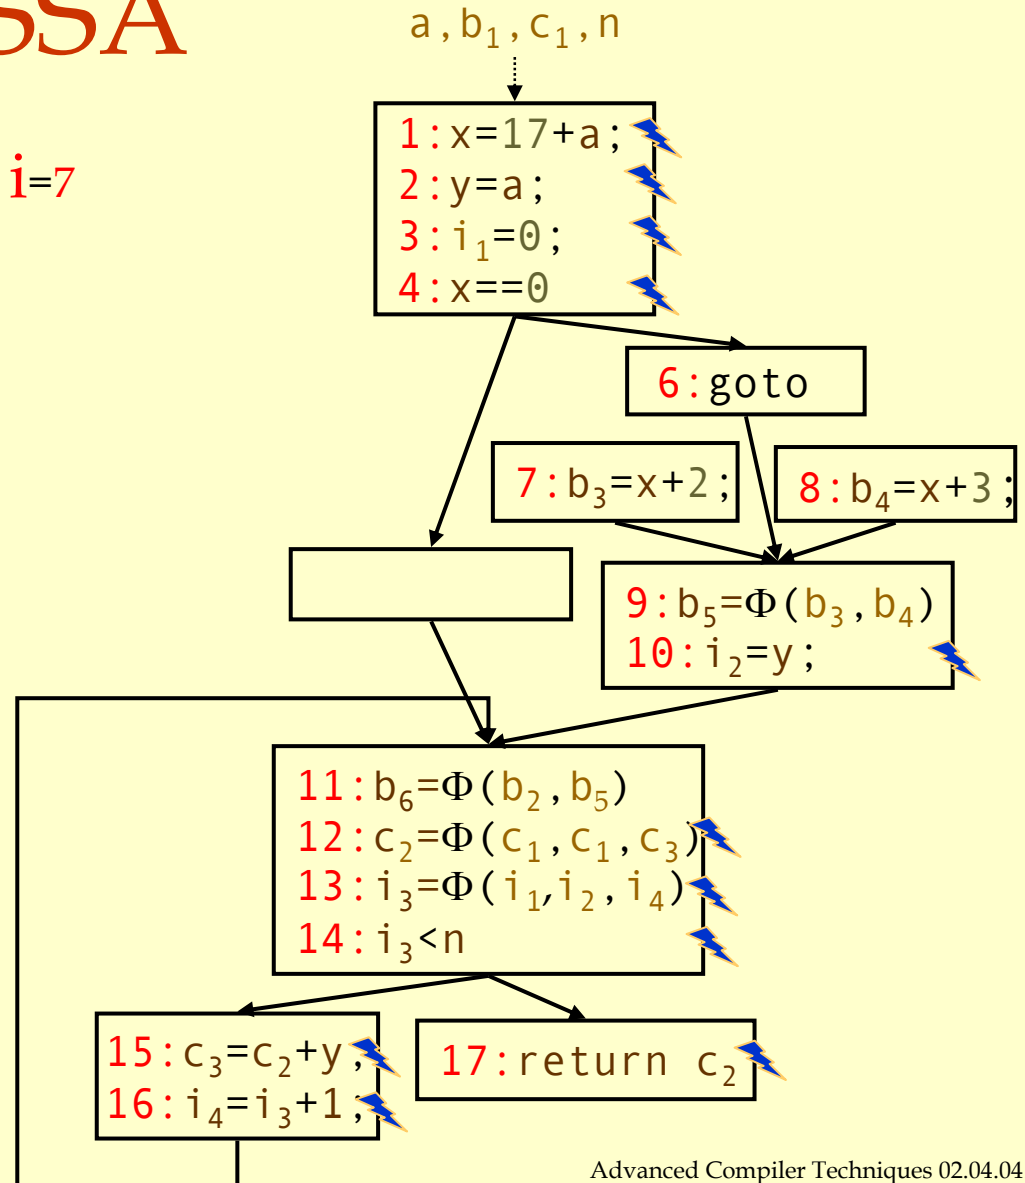 SSA
a,b₁,c₁,n
i=7
1:x=17+a;
2:y=a;
3:i₁=0;
4:x==0
6:goto
7:b₃=x+2;
8:b₄=x+3;
9:b₅=Φ(b₃,b₄)
10:i₂=y;
11:b₆=Φ(b₂,b₅)
12:c₂=Φ(c₁,c₁,c₃)
13:i₃=Φ(i₁,i₂,i₄)
14:i₃<n
15:c₃=c₂+y;
16:i₄=i₃+1;
17:return c₂
Advanced Compiler Techniques 02.04.04